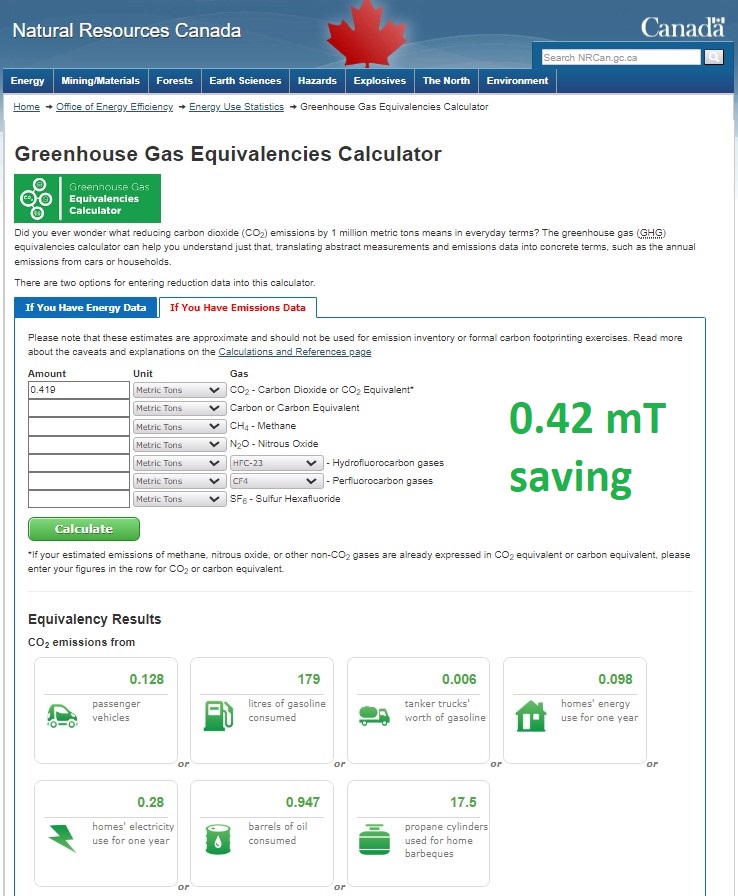 Natural Resources Canada
Canada
Search NRCan.gc.ca
Energy Mining/Materials Forests Earth Sciences Hazards Explosives The North Environment
Home → Office of Energy Efficiency → Energy Use Statistics → Greenhouse Gas Equivalencies Calculator
Greenhouse Gas Equivalencies Calculator
CO₂
Greenhouse Gas
Equivalencies
Calculator
Did you ever wonder what reducing carbon dioxide (CO₂) emissions by 1 million metric tons means in everyday terms? The greenhouse gas (GHG)
equivalencies calculator can help you understand just that, translating abstract measurements and emissions data into concrete terms, such as the annual
emissions from cars or households.
There are two options for entering reduction data into this calculator.
If You Have Energy Data If You Have Emissions Data
Please note that these estimates are approximate and should not be used for emission inventory or formal carbon footprinting exercises. Read more
about the caveats and explanations on the Calculations and References page
Amount Unit Gas
0.419 Metric Tons CO₂ - Carbon Dioxide or CO₂ Equivalent*
Metric Tons Carbon or Carbon Equivalent
Metric Tons CH₄ - Methane
Metric Tons N₂O - Nitrous Oxide
Metric Tons HFC-23 - Hydrofluorocarbon gases
Metric Tons CF4 - Perfluorocarbon gases
Metric Tons SF₆ - Sulfur Hexafluoride
0.42 mT
saving
Calculate
*If your estimated emissions of methane, nitrous oxide, or other non-CO₂ gases are already expressed in CO₂ equivalent or carbon equivalent, please
enter your figures in the row for CO₂ or carbon equivalent.
Equivalency Results
CO₂ emissions from
0.128
passenger
vehicles
or
179
litres of gasoline
consumed
or
0.006
tanker trucks'
worth of gasoline
or
0.098
homes' energy
use for one year
or
0.28
homes' electricity
use for one year
or
0.947
barrels of oil
consumed
or
17.5
propane cylinders
used for home
barbeques